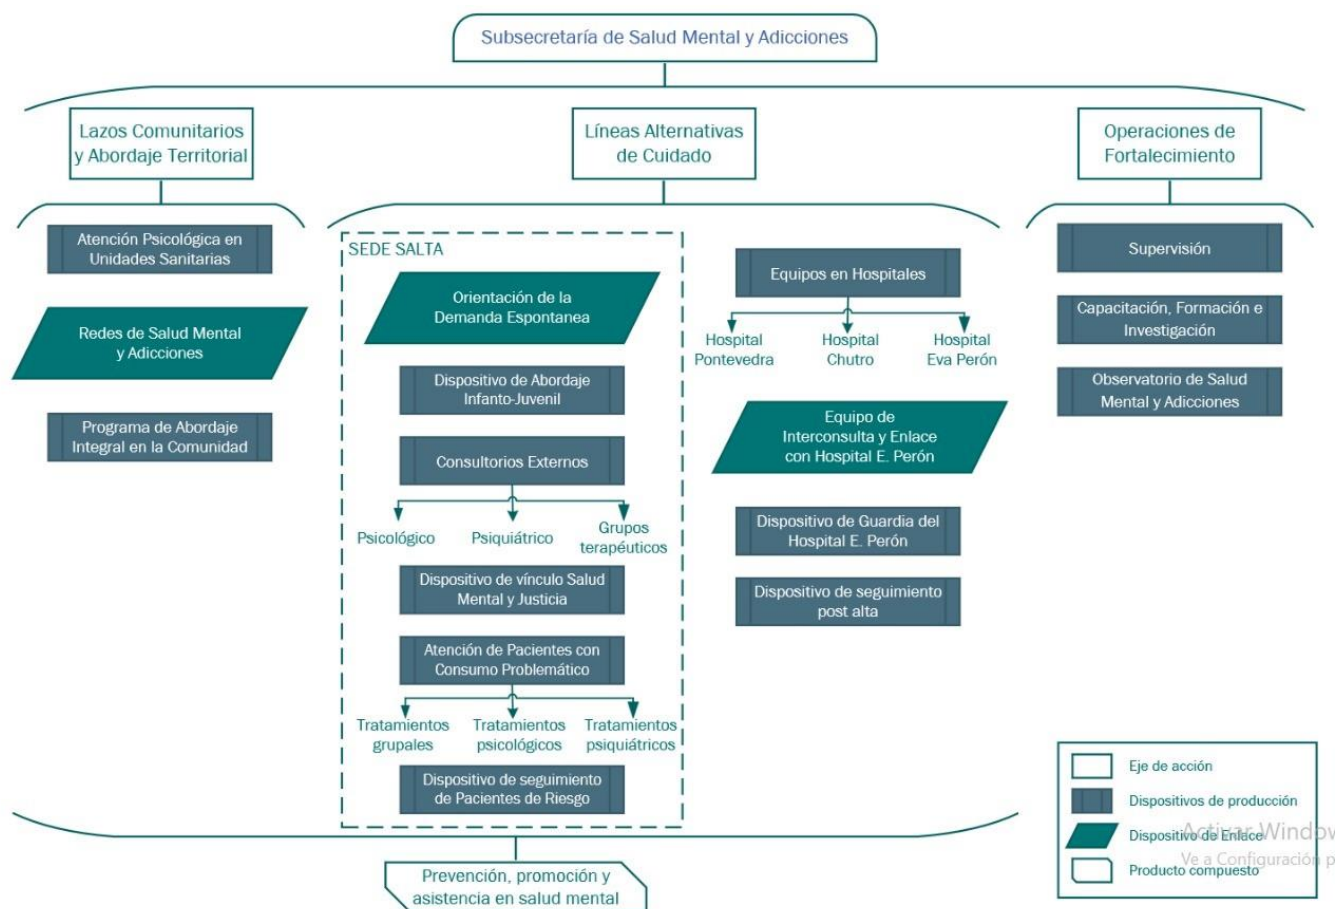 Subsecretaría de Salud Mental y Adicciones
Lazos Comunitarios
y Abordaje Territorial
Atención Psicológica en
Unidades Sanitarias
Redes de Salud Mental
y Adicciones
Programa de Abordaje
Integral en la Comunidad
Líneas Alternativas
de Cuidado
SEDE SALTA
Orientación de la
Demanda Espontanea
Dispositivo de Abordaje
Infanto-Juvenil
Consultorios Externos
Psicológico
Psiquiátrico
Grupos
terapéuticos
Dispositivo de vínculo Salud
Mental y Justicia
Atención de Pacientes con
Consumo Problemático
Tratamientos
grupales
Tratamientos
psicológicos
Tratamientos
psiquiátricos
Dispositivo de seguimiento
de Pacientes de Riesgo
Equipos en Hospitales
Hospital
Pontevedra
Hospital
Chutro
Hospital
Eva Perón
Equipo de
Interconsulta y Enlace
con Hospital E. Perón
Dispositivo de Guardia del
Hospital E. Perón
Dispositivo de seguimiento
post alta
Operaciones de
Fortalecimiento
Supervisión
Capacitación, Formación e
Investigación
Observatorio de Salud
Mental y Adicciones
Prevención, promoción y
asistencia en salud mental
Eje de acción
Dispositivos de producción
Dispositivo de Enlace
Producto compuesto
Activar Window
Ve a Configuración p